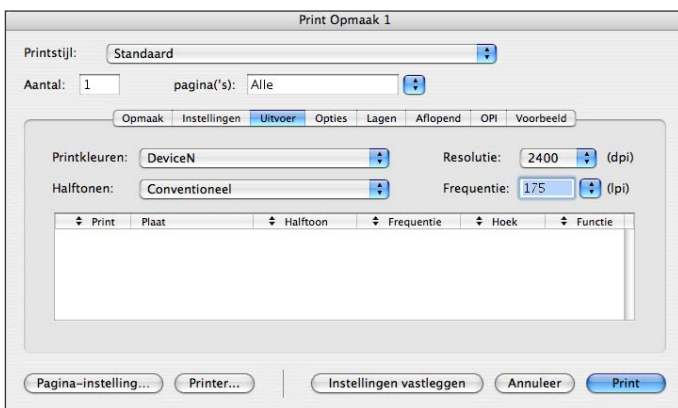 Print Opmaak 1
Printstijl: Standaard
Aantal: 1 pagina('s): Alle
Opmaak Instellingen Uitvoer Opties Lagen Aflopend OPI Voorbeeld
Printkleuren: DeviceN Resolutie: 2400 (dpi)
Halftonen: Conventioneel Frequentie: 175 (lpi)
Print Plaat Halftoon Frequentie Hoek Functie
Pagina-instelling... Printer... Instellingen vastleggen Annuleer Print